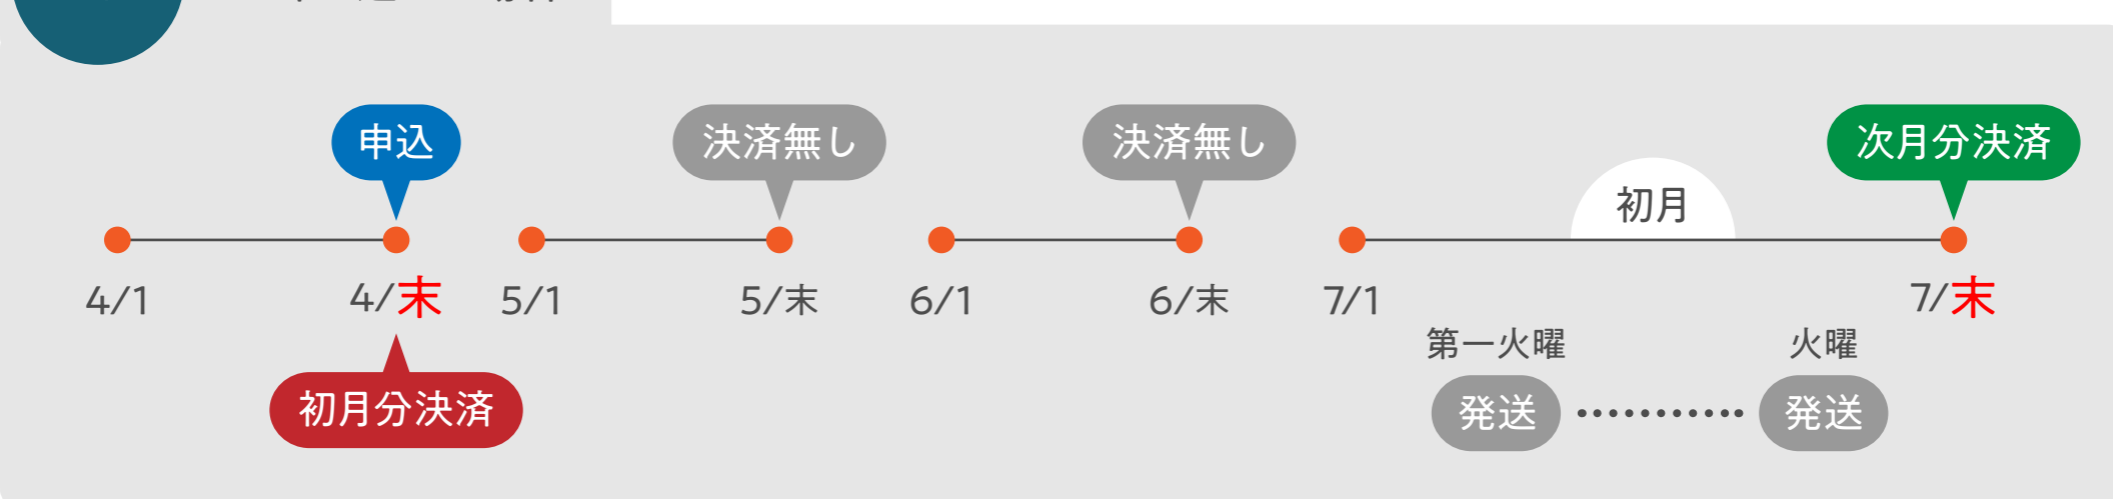 申込
決済無し
決済無し
次月分決済
初月
4/1
4/末
5/1
5/末
6/1
6/末
7/1
7/末
第一火曜
火曜
初月分決済
発送
発送